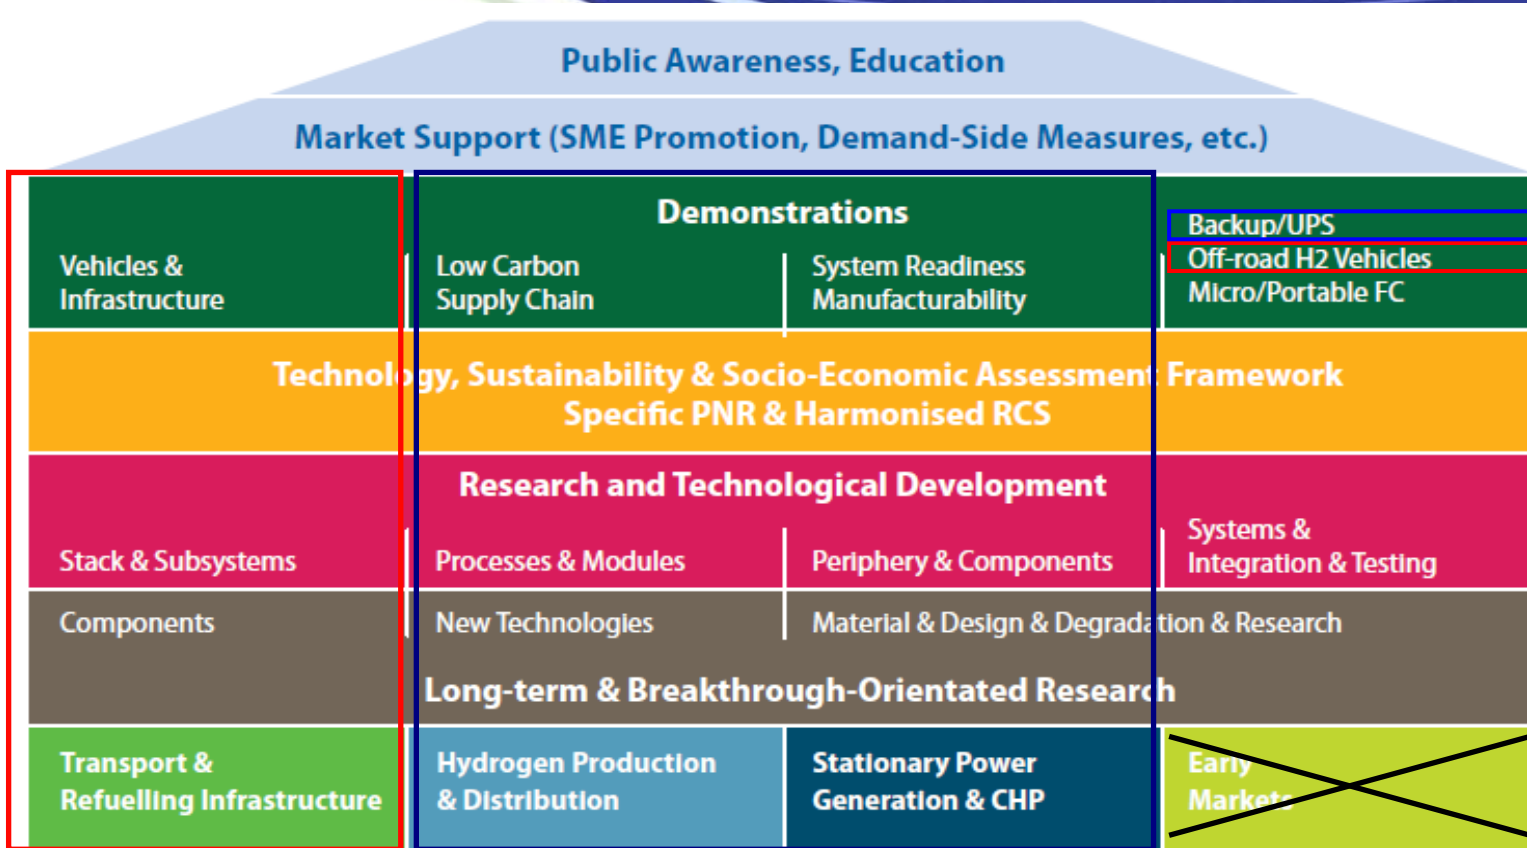 Public Awareness, Education
Market Support (SME Promotion, Demand-Side Measures, etc.)
Demonstrations
Vehicles &
Infrastructure
Low Carbon
Supply Chain
System Readiness
Manufacturability
Backup/UPS
Off-road H2 Vehicles
Micro/Portable FC
Technology, Sustainability & Socio-Economic Assessment Framework
Specific PNR & Harmonised RCS
Research and Technological Development
Stack & Subsystems
Processes & Modules
Periphery & Components
Systems &
Integration & Testing
Components
New Technologies
Material & Design & Degradation & Research
Long-term & Breakthrough-Orientated Research
Transport &
Refuelling Infrastructure
Hydrogen Production
& Distribution
Stationary Power
Generation & CHP
Early
Markets